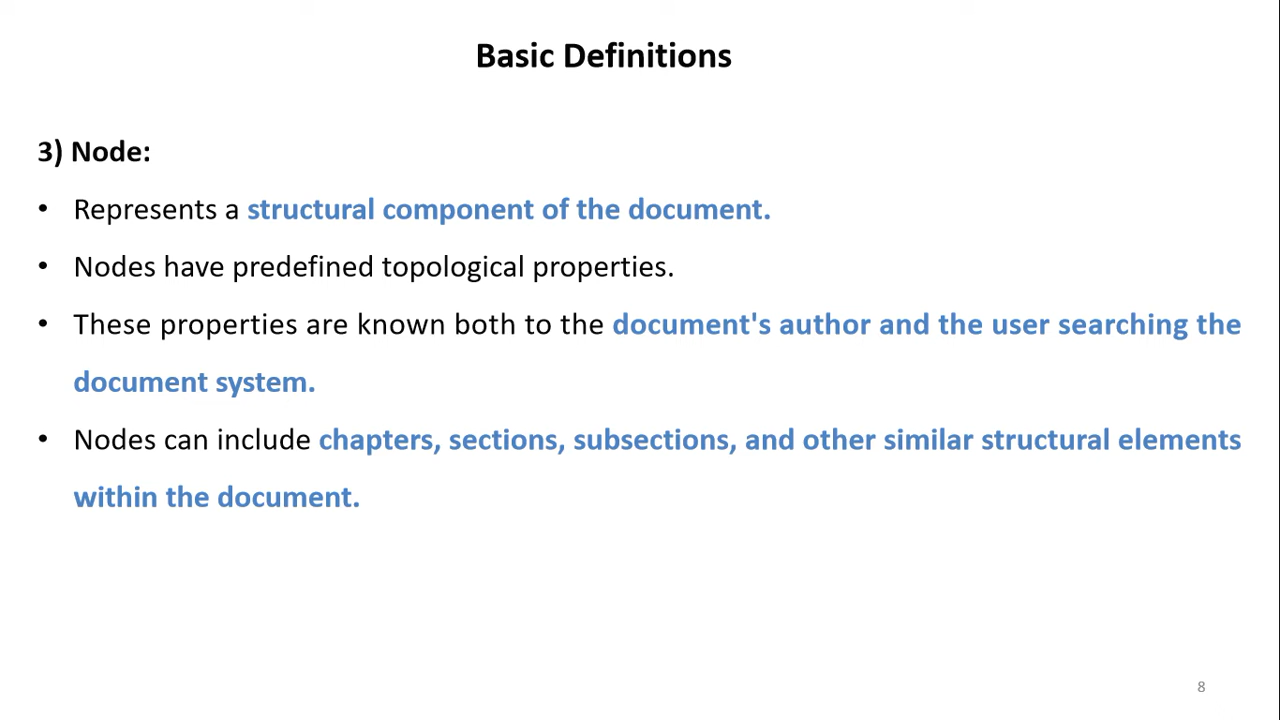 Basic Definitions
3) Node:
• Represents a structural component of the document.
• Nodes have predefined topological properties.
• These properties are known both to the document's author and the user searching the
document system.
• Nodes can include chapters, sections, subsections, and other similar structural elements
within the document.
8